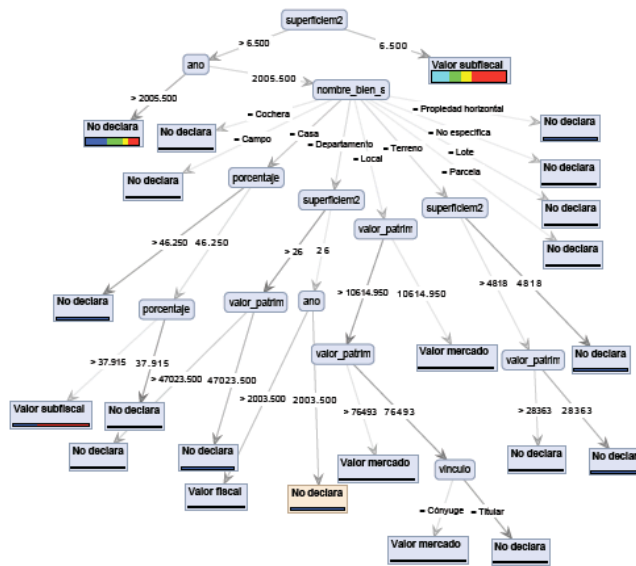 superficiem2
> 6.500
6.500
ano
Valor subfiscal
> 2005.500
2005.500
nombre_bien_s
No declara
= Cochera
= Propiedad horizontal
No declara
= Campo
= Casa
= No especifica
No declara
= Departamento
= Terreno
= Lote
= Local
= Parcela
No declara
No declara
porcentaje
superficiem2
superficiem2
No declara
valor_patrim
No declara
> 46.250
46.250
> 26
26
> 10614.950
10614.950
> 4818
4818
No declara
porcentaje
valor_patrim
ano
valor_patrim
Valor mercado
valor_patrim
No declara
> 37.915
37.915
> 47023.500
47023.500
> 2003.500
2003.500
> 76493
76493
> 28363
28363
Valor subfiscal
No declara
No declara
No declara
Valor fiscal
No declara
Valor mercado
vinculo
No declara
No declara
= Cónyuge
= Titular
Valor mercado
No declara